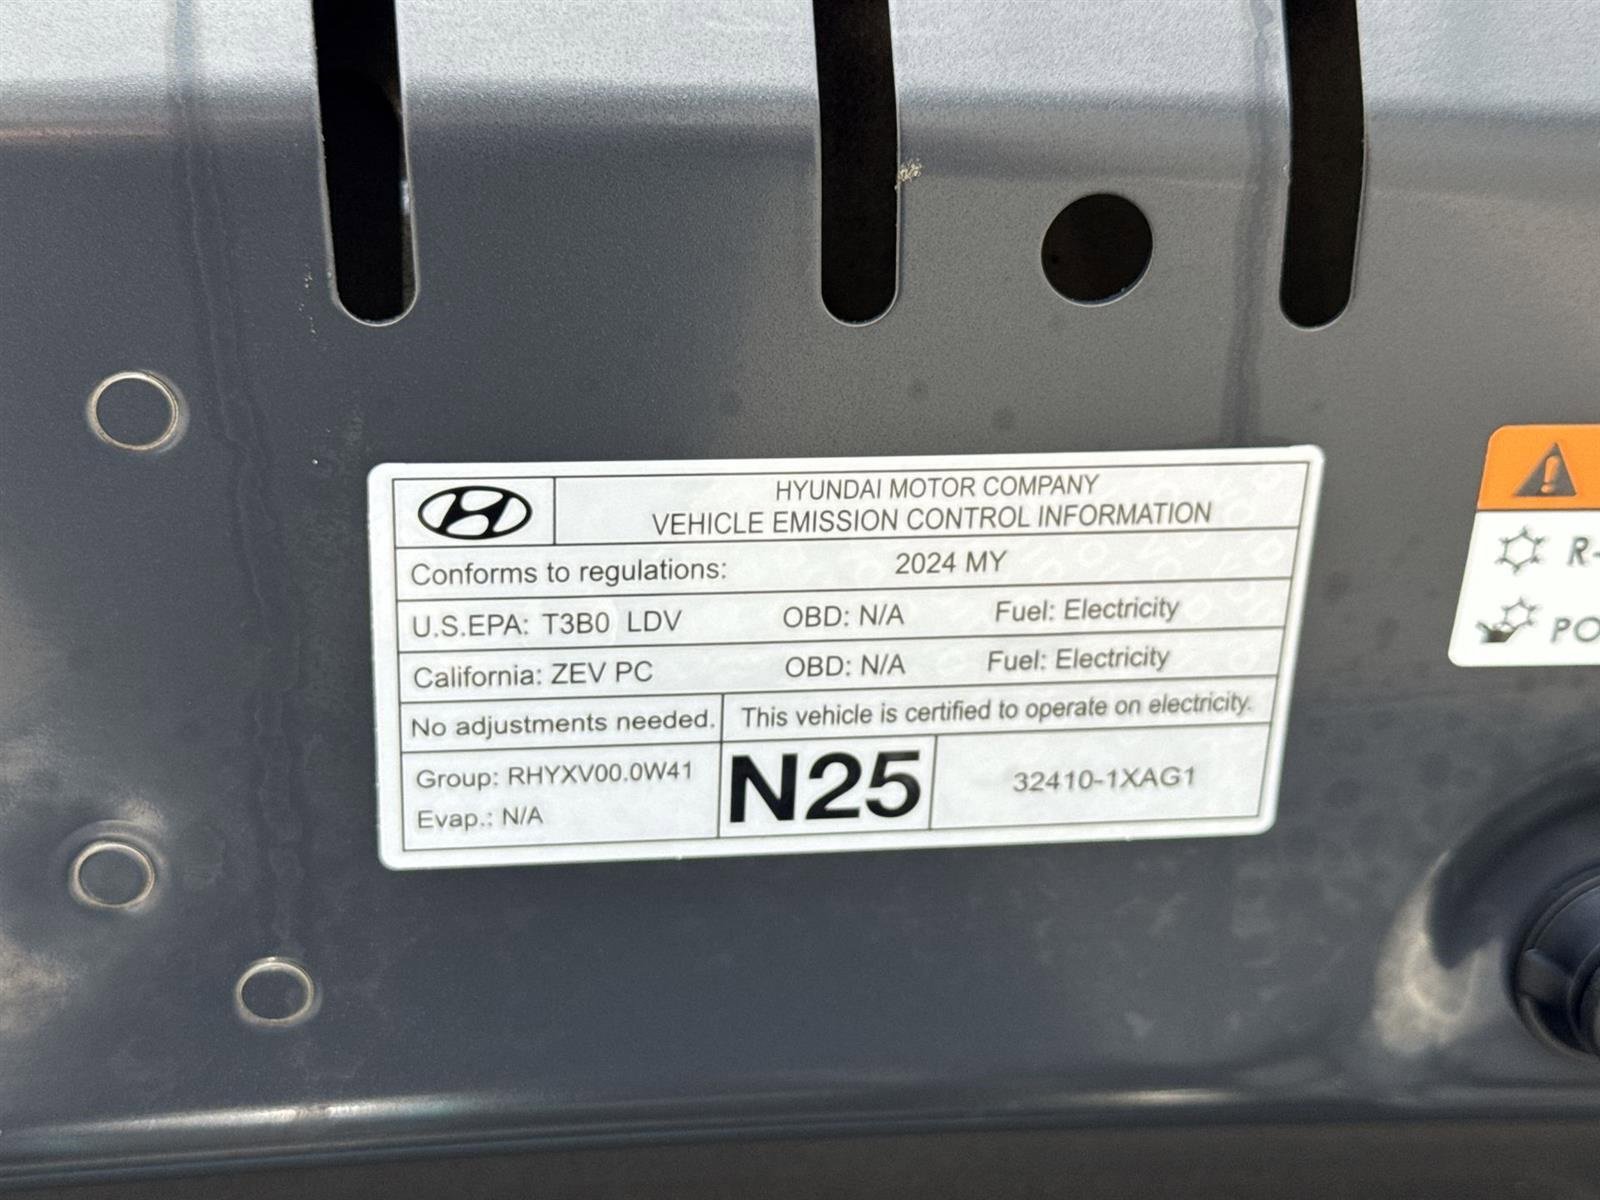 HYUNDAI MOTOR COMPANY
VEHICLE EMISSION CONTROL INFORMATION
Conforms to regulations: 2024 MY
U.S.EPA: T3B0 LDV OBD: N/A Fuel: Electricity
California: ZEV PC OBD: N/A Fuel: Electricity
No adjustments needed. This vehicle is certified to operate on electricity.
Group: RHYXV00.0W41
Evap.: N/A
N25
32410-1XAG1
R-
PO